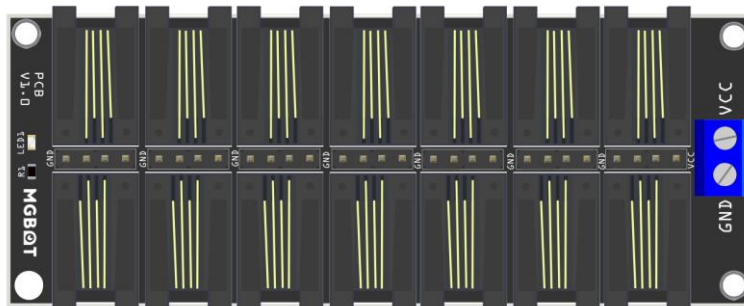 PCB
V1.0
LED1
R1
MGBOT
GND
GND
GND
GND
GND
GND
GND
VCC
VCC
GND